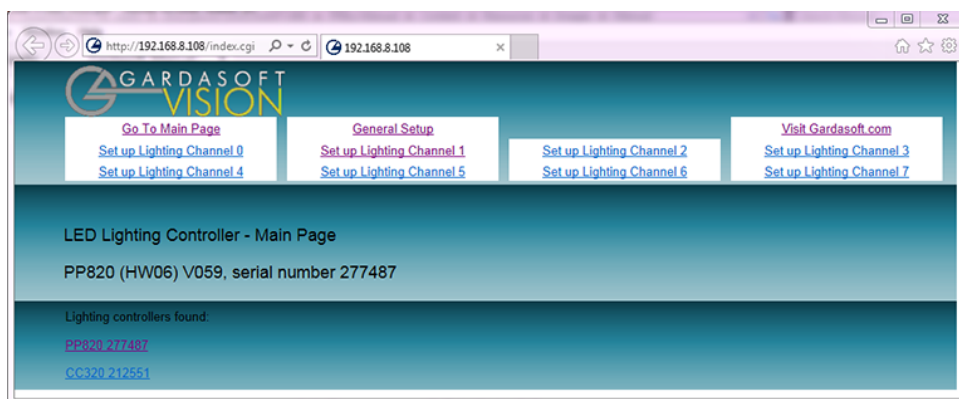 http://192.168.8.108/index.cgi
192.168.8.108
GARDASOFT
VISION
Go To Main Page General Setup Visit Gardasoft.com
Set up Lighting Channel 0 Set up Lighting Channel 1 Set up Lighting Channel 2 Set up Lighting Channel 3
Set up Lighting Channel 4 Set up Lighting Channel 5 Set up Lighting Channel 6 Set up Lighting Channel 7
LED Lighting Controller - Main Page
PP820 (HW06) V059, serial number 277487
Lighting controllers found:
PP820 277487
CC320 212551